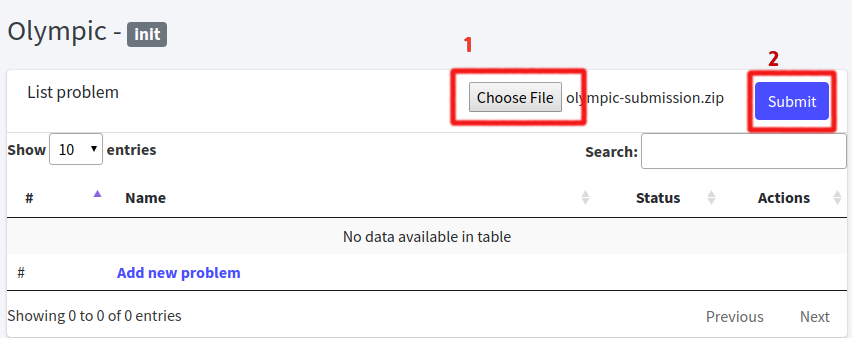 Olympic - init
1
2
List problem
Choose File olympic-submission.zip
Submit
Show 10 entries
Search:
# Name Status Actions
No data available in table
# Add new problem
Showing 0 to 0 of 0 entries
Previous Next